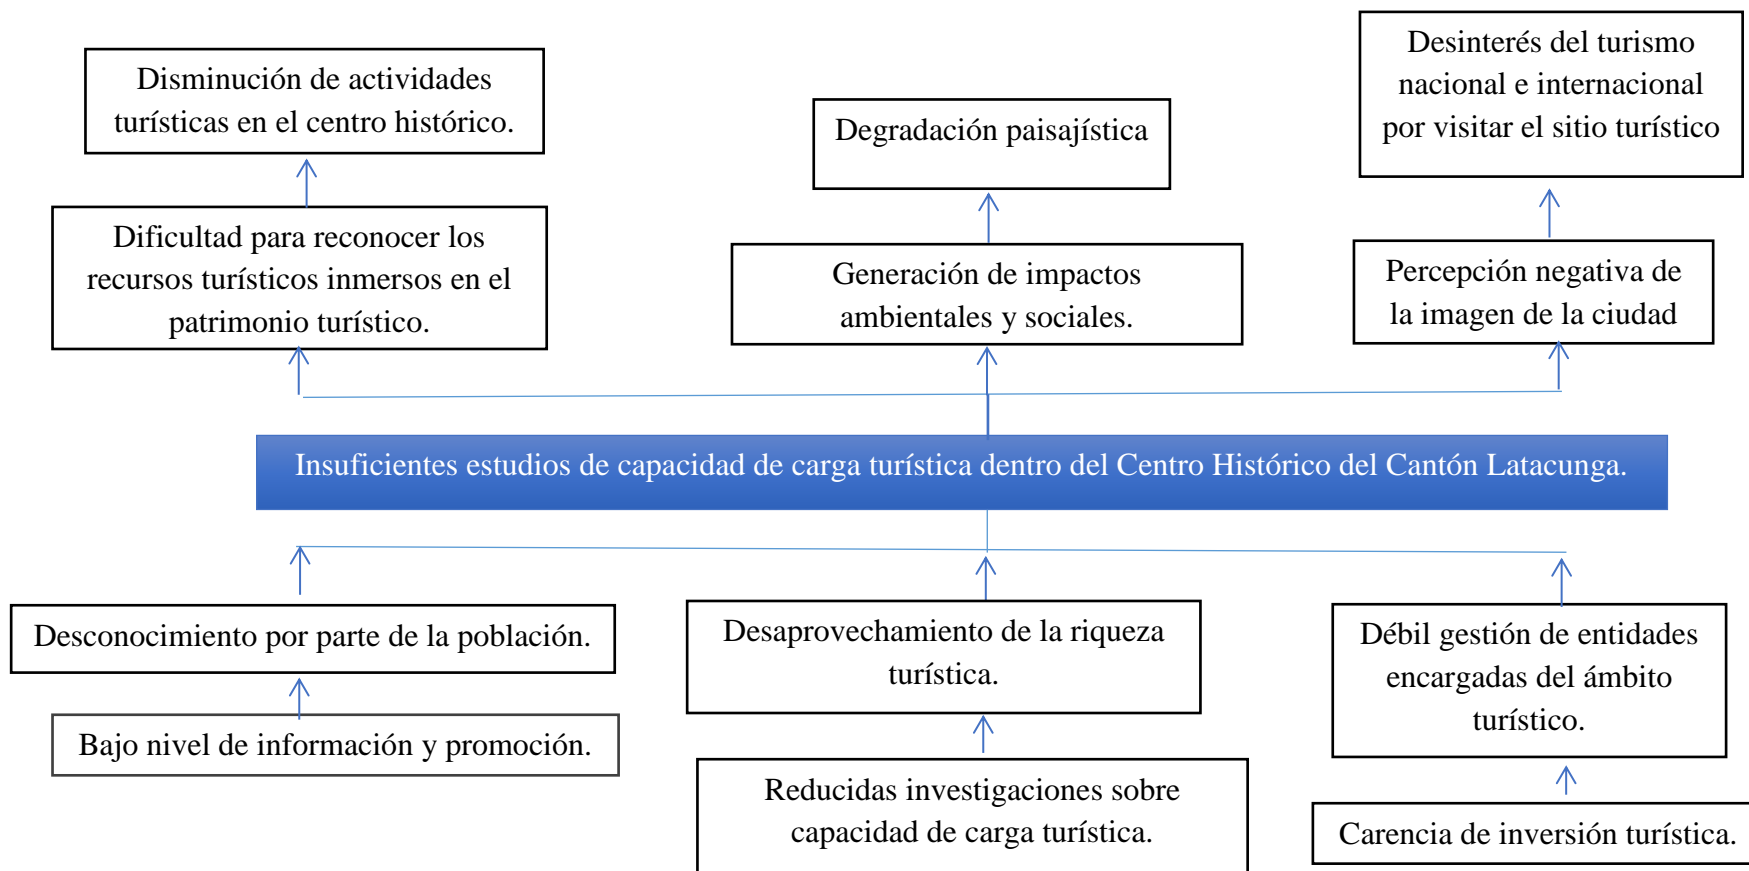 Disminución de actividades
turísticas en el centro histórico.
Degradación paisajística
Desinterés del turismo
nacional e internacional
por visitar el sitio turístico
Dificultad para reconocer los
recursos turísticos inmersos en el
patrimonio turístico.
Generación de impactos
ambientales y sociales.
Percepción negativa de
la imagen de la ciudad
Insuficientes estudios de capacidad de carga turística dentro del Centro Histórico del Cantón Latacunga.
Desconocimiento por parte de la población.
Desaprovechamiento de la riqueza
turística.
Débil gestión de entidades
encargadas del ámbito
turístico.
Bajo nivel de información y promoción.
Reducidas investigaciones sobre
capacidad de carga turística.
Carencia de inversión turística.